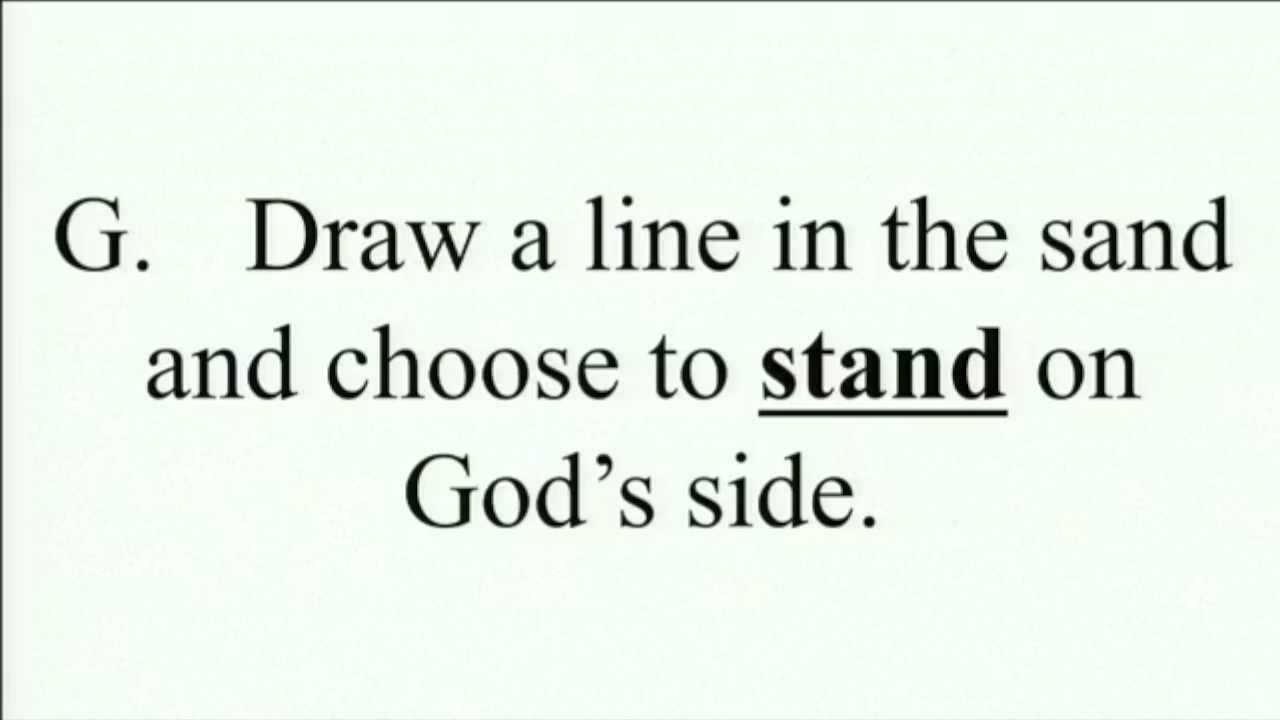 G. Draw a line in the sand
and choose to stand on
God’s side.